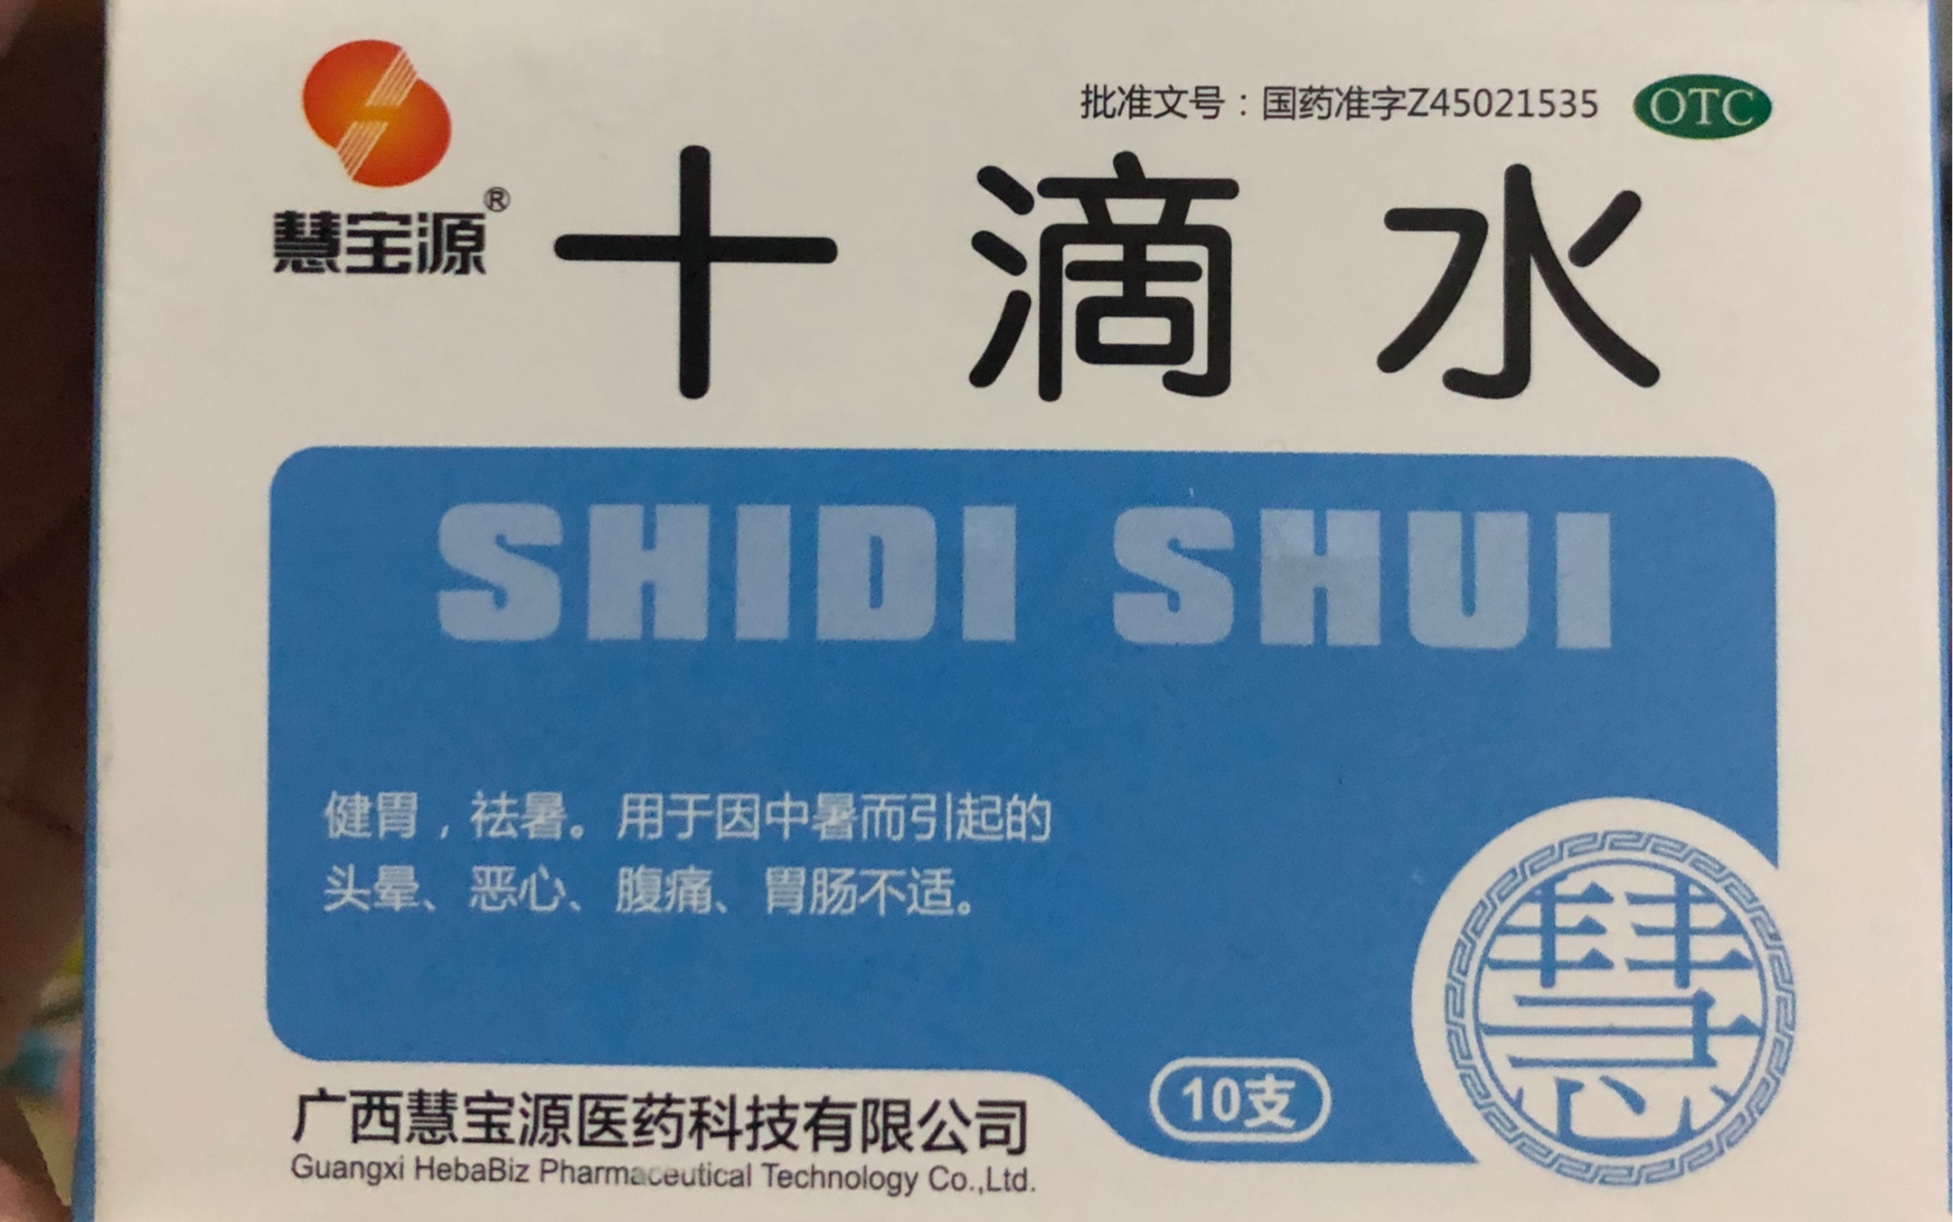 批准文号：国药准字Z45021535 OTC
慧宝源®
十滴水
SHIDI SHUI
健胃，祛暑。用于因中暑而引起的
头晕、恶心、腹痛、胃肠不适。
慧
10支
广西慧宝源医药科技有限公司
Guangxi HebaBiz Pharmaceutical Technology Co.,Ltd.